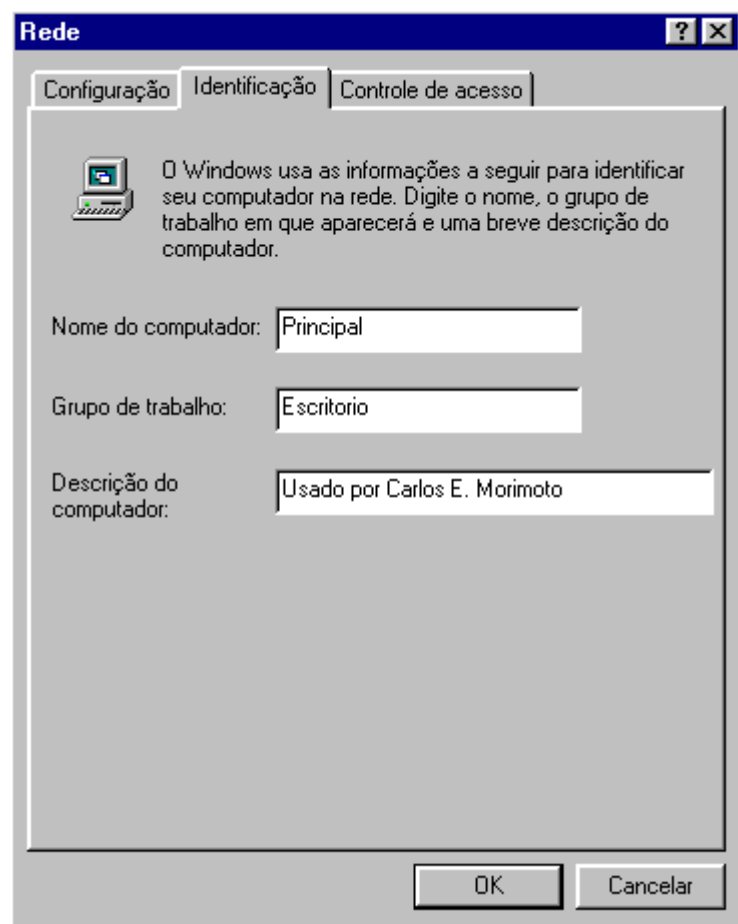 Rede
Configuração Identificação Controle de acesso
O Windows usa as informações a seguir para identificar
seu computador na rede. Digite o nome, o grupo de
trabalho em que aparecerá e uma breve descrição do
computador.
Nome do computador: Principal
Grupo de trabalho: Escritorio
Descrição do
computador:
Usado por Carlos E. Morimoto
OK Cancelar